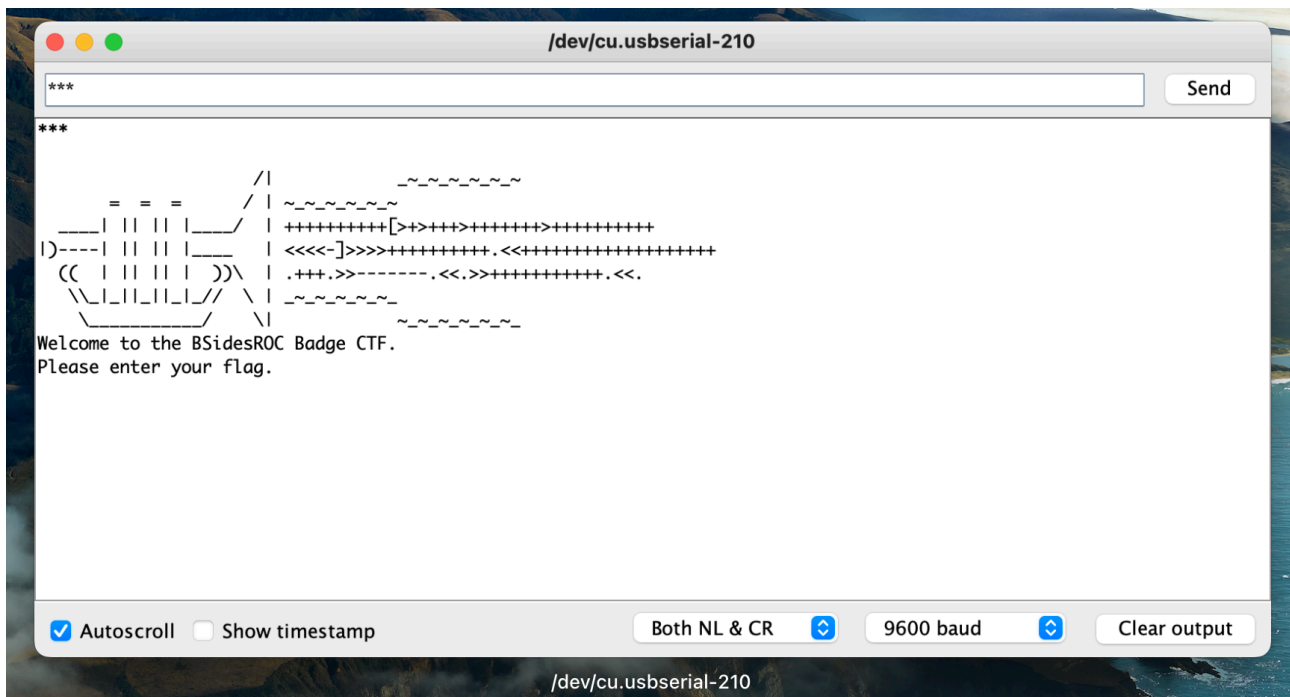 /dev/cu.usbserial-210
***
Send
***
                      /|             _~_~_~_~_~_~
       =  =  =      / | ~_~_~_~_~_~_~
  ____| || || |____/  | ++++++++++[>+>+++>+++++++>++++++++++
|)----| || || |____   | <<<<-]>>>>++++++++++.<<+++++++++++++++++++
  ((  | || || |  ))\  | .+++.>>-------.<<.>>+++++++++++.<<.
   \\_|_||_||_|_//  \ | _~_~_~_~_~_
    \___________/    \|             ~_~_~_~_~_~_
Welcome to the BSidesROC Badge CTF.
Please enter your flag.
Autoscroll Show timestamp Both NL & CR 9600 baud Clear output
/dev/cu.usbserial-210